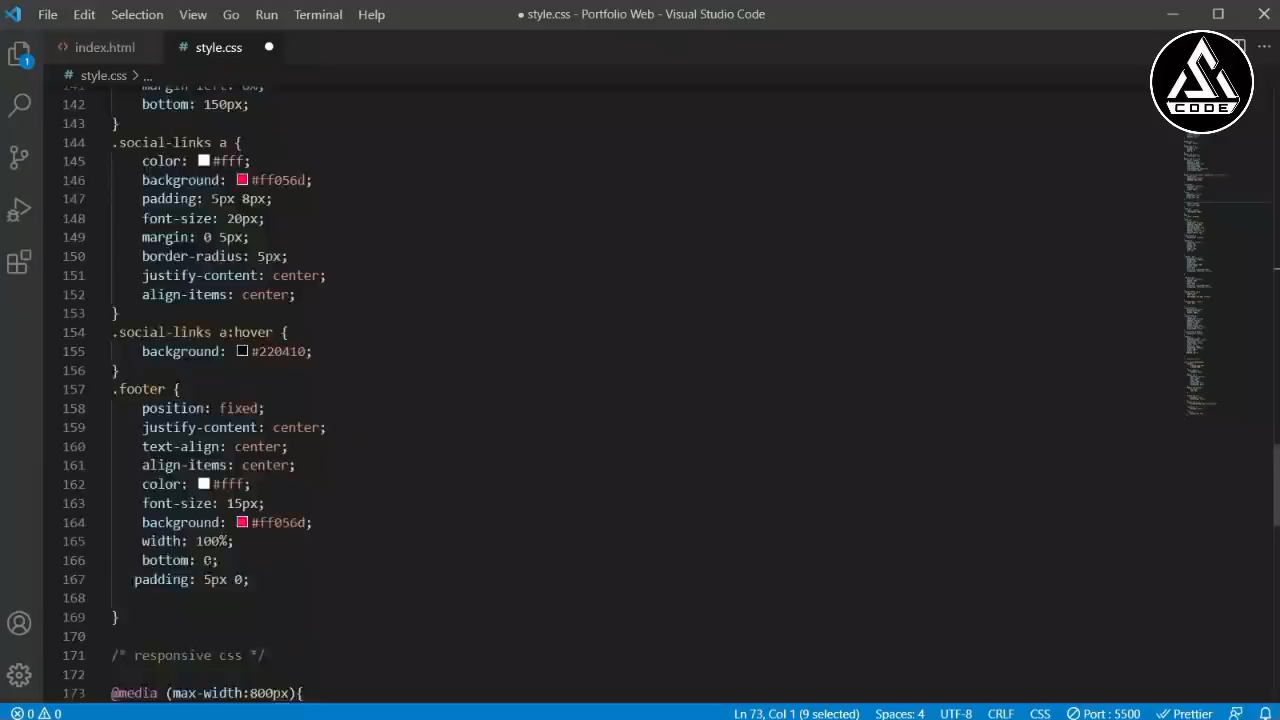 File Edit Selection View Go Run Terminal Help
● style.css - Portfolio Web - Visual Studio Code
index.html
# style.css
# style.css > ...
CODE
142 bottom: 150px;
143 }
144 .social-links a {
145 color: #fff;
146 background: #ff056d;
147 padding: 5px 8px;
148 font-size: 20px;
149 margin: 0 5px;
150 border-radius: 5px;
151 justify-content: center;
152 align-items: center;
153 }
154 .social-links a:hover {
155 background: #220410;
156 }
157 .footer {
158 position: fixed;
159 justify-content: center;
160 text-align: center;
161 align-items: center;
162 color: #fff;
163 font-size: 15px;
164 background: #ff056d;
165 width: 100%;
166 bottom: 0;
167 padding: 5px 0;
168
169 }
170
171 /* responsive css */
172
173 @media (max-width:800px){
1
0 0
Ln 73, Col 1 (9 selected) Spaces: 4 UTF-8 CRLF CSS Port : 5500 Prettier